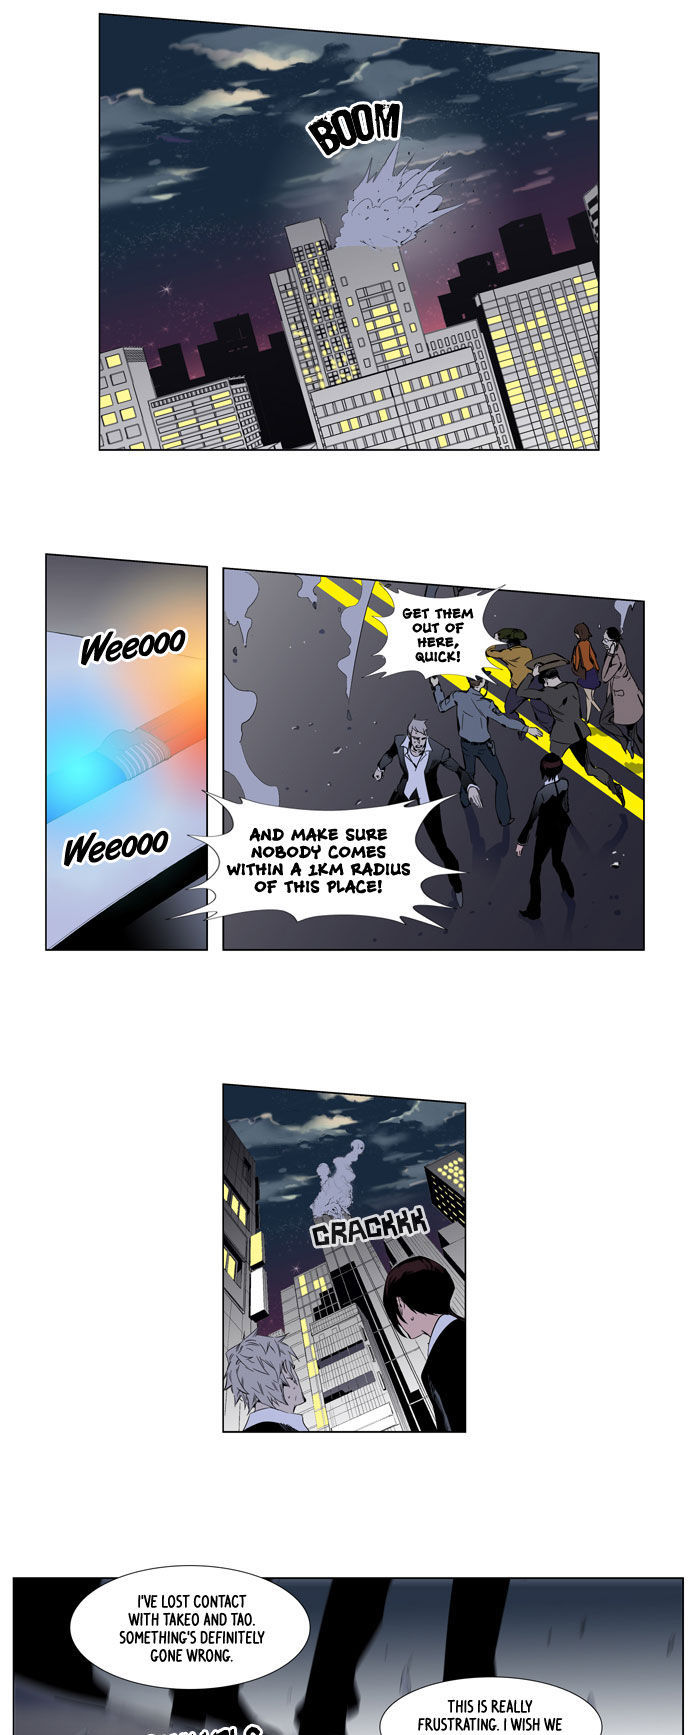 BOOM
WEEOOO
WEEOOO
GET THEM
OUT OF
HERE,
QUICK!
AND MAKE SURE
NOBODY COMES
WITHIN A 1KM RADIUS
OF THIS PLACE!
CRACKKK
I'VE LOST CONTACT
WITH TAKEO AND TAO.
SOMETHING'S DEFINITELY
GONE WRONG.
THIS IS REALLY
FRUSTRATING. I WISH WE